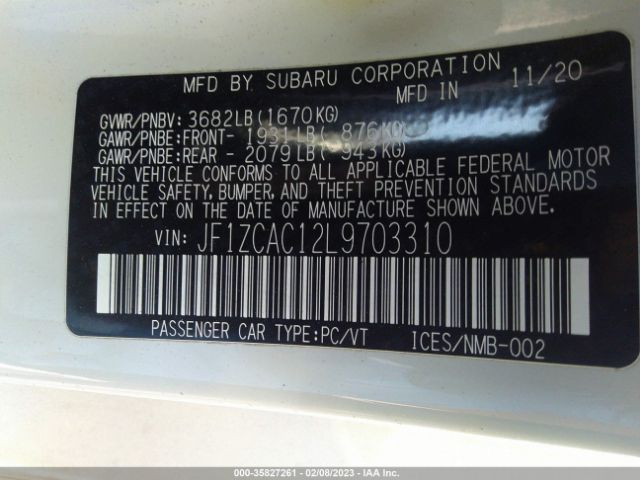 MFD BY SUBARU CORPORATION
MFD IN 11/20
GVWR/PNBV: 3682LB(1670KG)
GAWR/PNBE:FRONT- 1931LB( 876KG)
GAWR/PNBE:REAR - 2079LB( 943KG)
THIS VEHICLE CONFORMS TO ALL APPLICABLE FEDERAL MOTOR
VEHICLE SAFETY, BUMPER, AND THEFT PREVENTION STANDARDS
IN EFFECT ON THE DATE OF MANUFACTURE SHOWN ABOVE.
VIN: JF1ZCAC12L9703310
PASSENGER CAR TYPE:PC/VT ICES/NMB-002
000-35827261 - 02/08/2023 - IAA Inc.